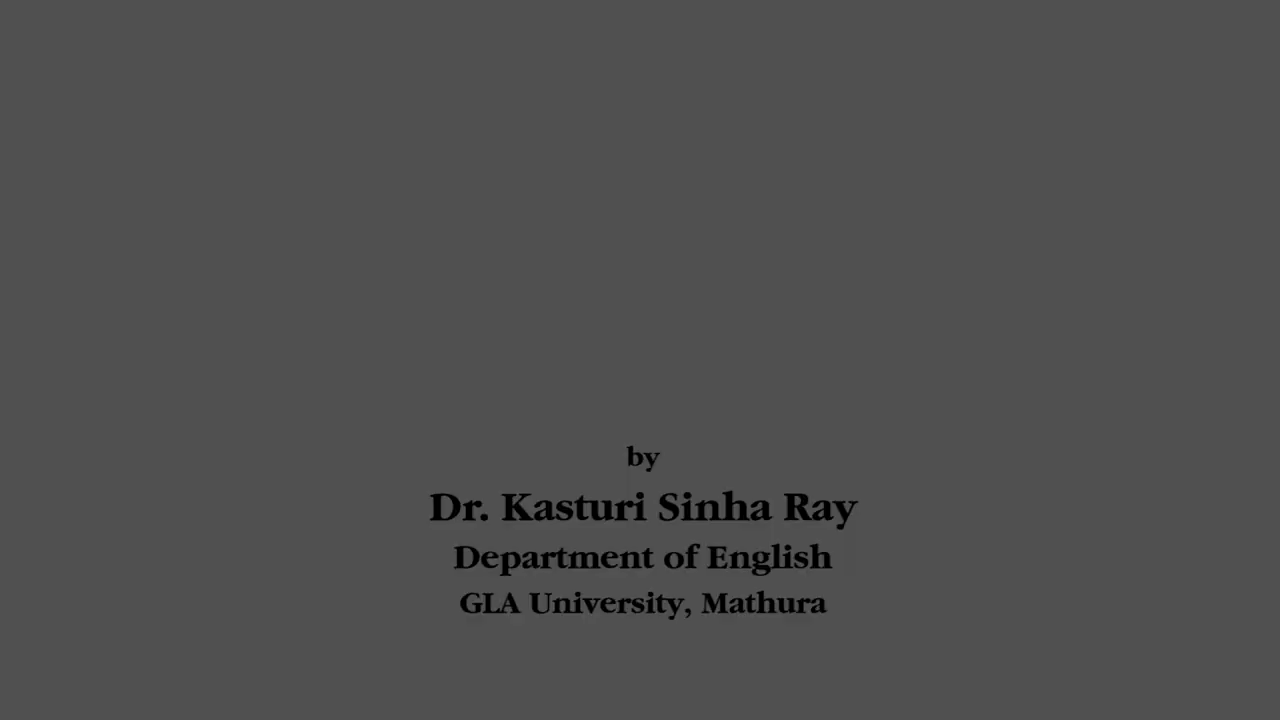 by
Dr. Kasturi Sinha Ray
Department of English
GLA University, Mathura